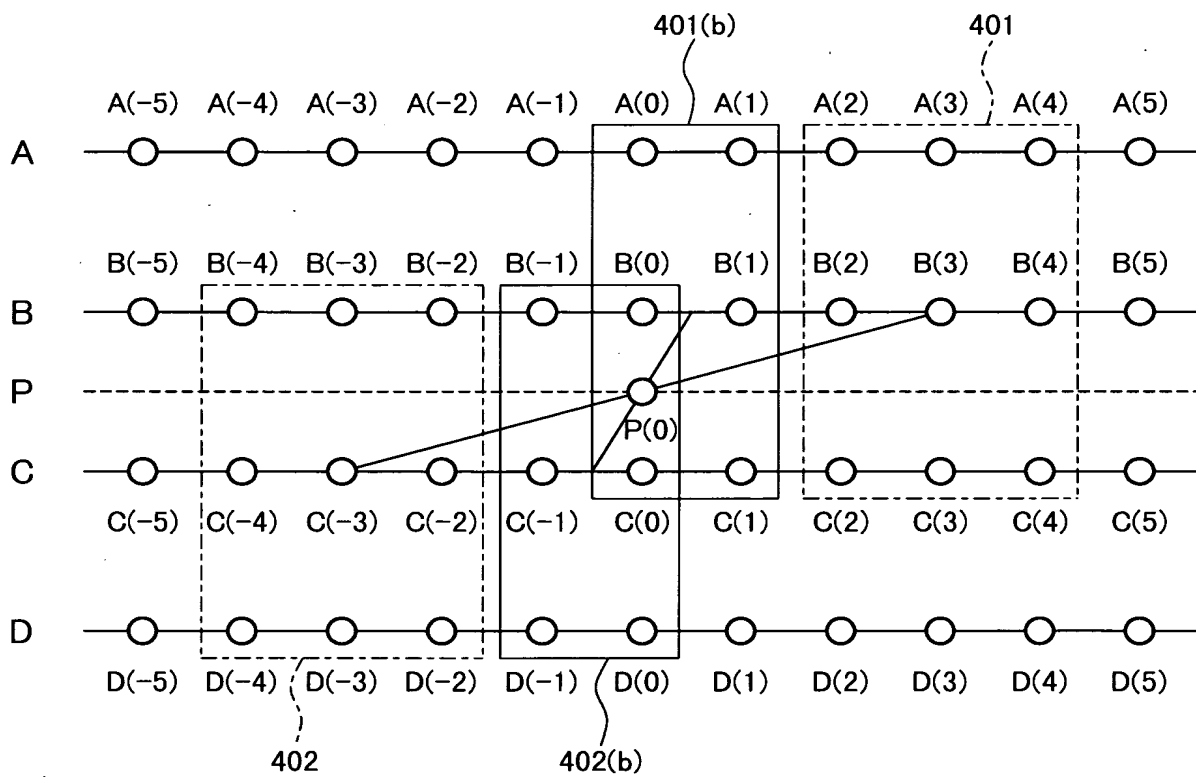 401(b) 401
A(-5) A(-4) A(-3) A(-2) A(-1) A(0) A(1) A(2) A(3) A(4) A(5)
A
B(-5) B(-4) B(-3) B(-2) B(-1) B(0) B(1) B(2) B(3) B(4) B(5)
B
P
P(0)
C
C(-5) C(-4) C(-3) C(-2) C(-1) C(0) C(1) C(2) C(3) C(4) C(5)
D
D(-5) D(-4) D(-3) D(-2) D(-1) D(0) D(1) D(2) D(3) D(4) D(5)
402 402(b)